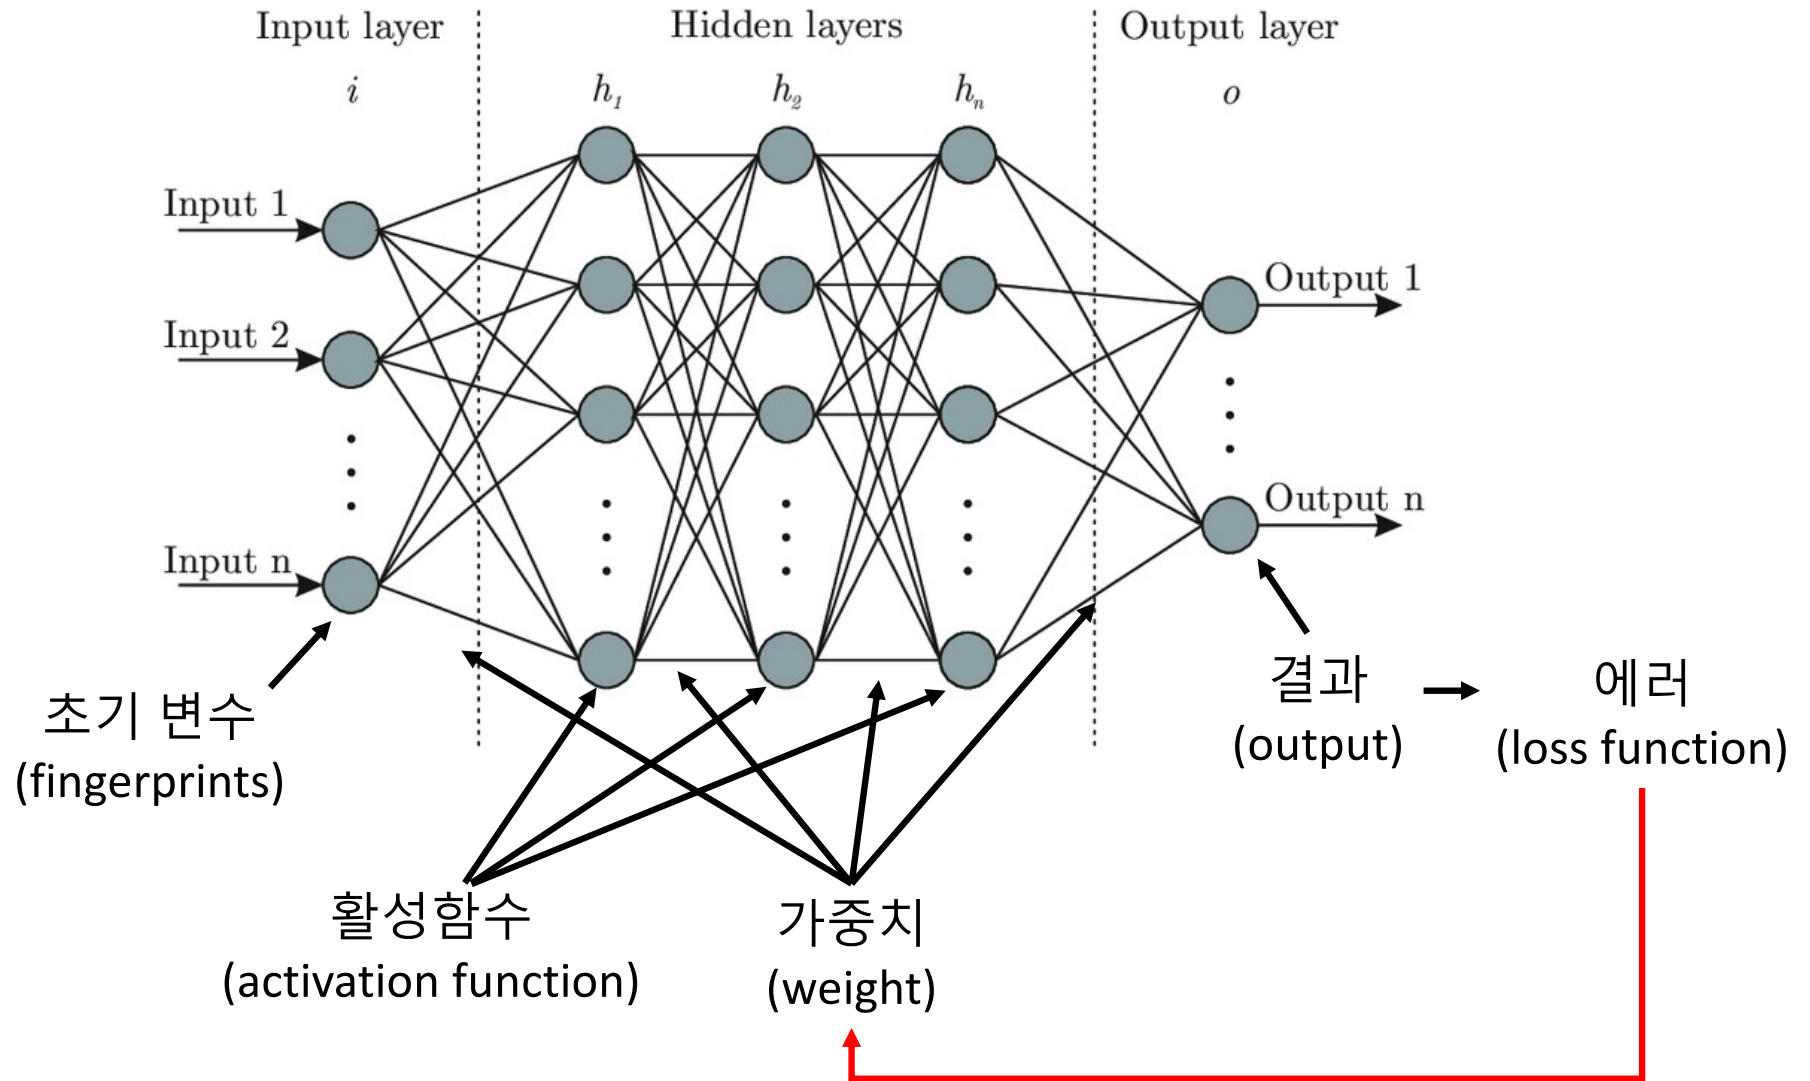 Input layer
Hidden layers
Output layer
i
h1
h2
hn
o
Input 1
Input 2
Input n
Output 1
Output n
초기 변수
(fingerprints)
활성함수
(activation function)
가중치
(weight)
결과
(output)
에러
(loss function)